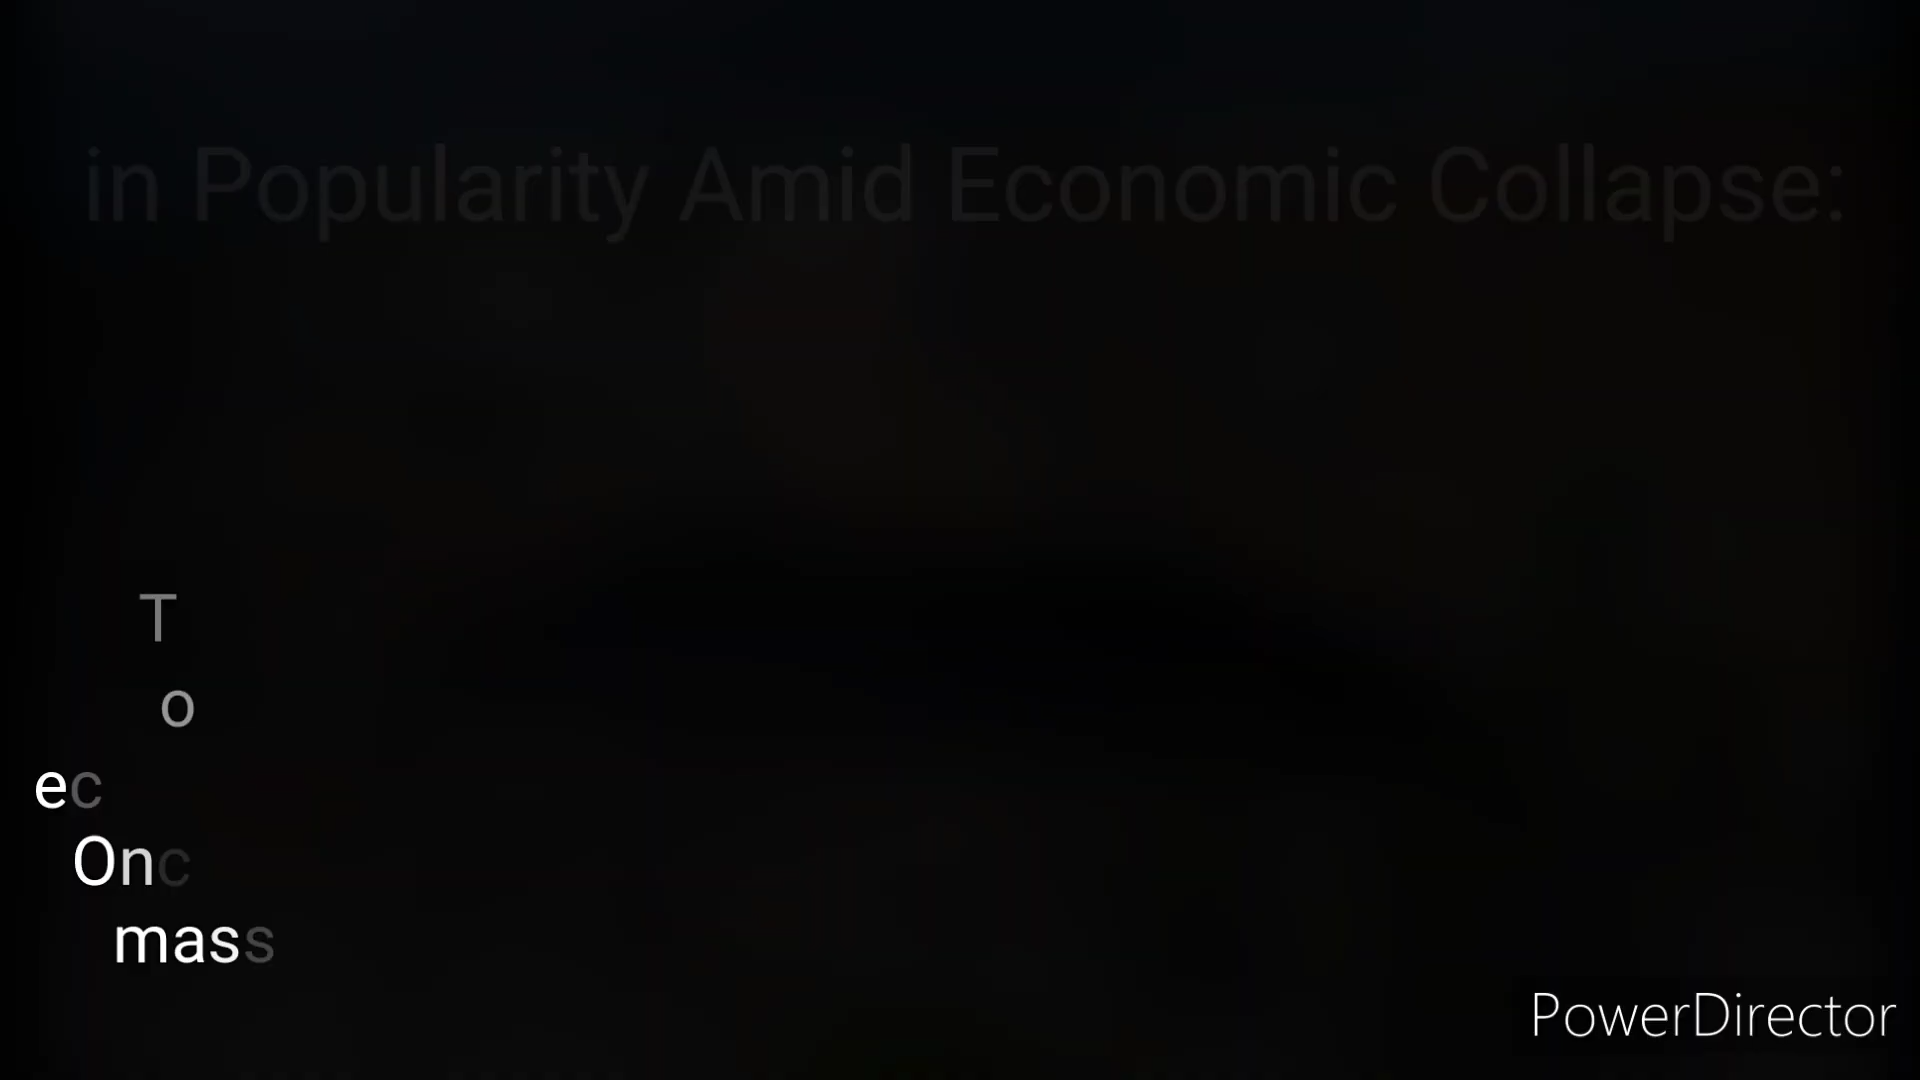 in Popularity Amid Economic Collapse:
T
o
ec
Onc
mass
PowerDirector